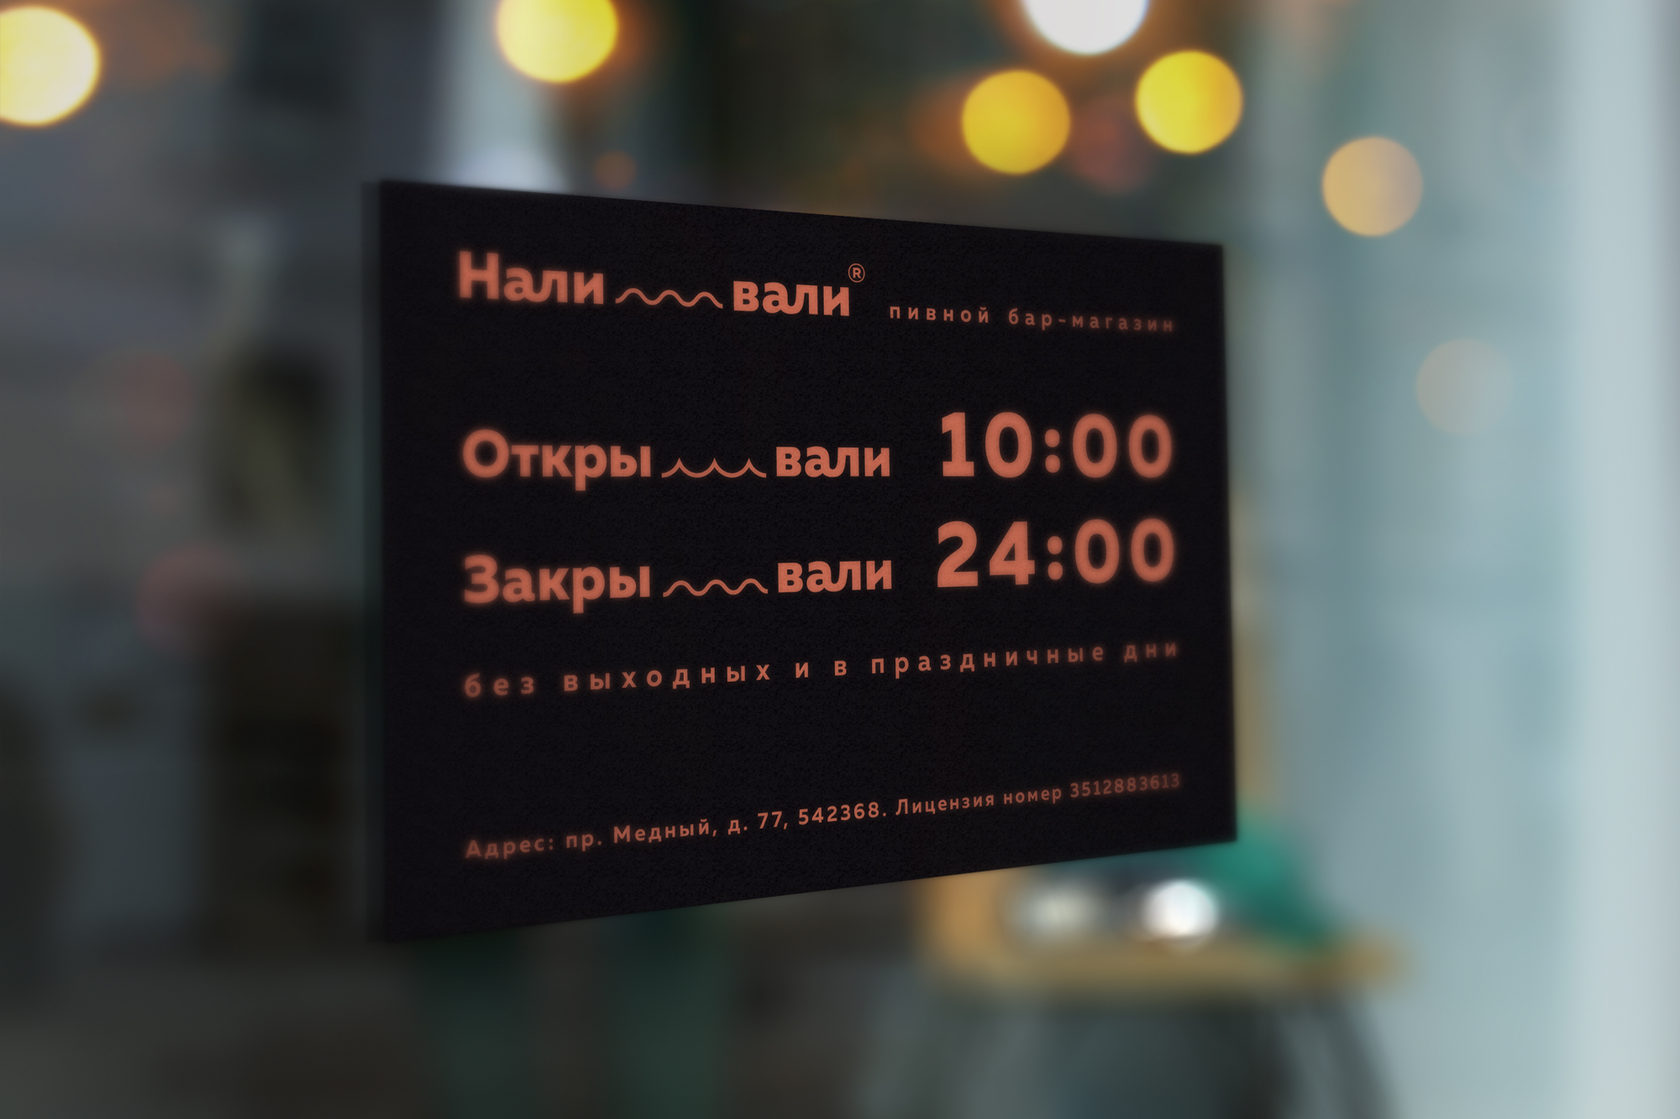 Нали вали® пивной бар-магазин
Откры вали 10:00
Закры вали 24:00
без выходных и в праздничные дни
Адрес: пр. Медный, д. 77, 542368. Лицензия номер 3512883613